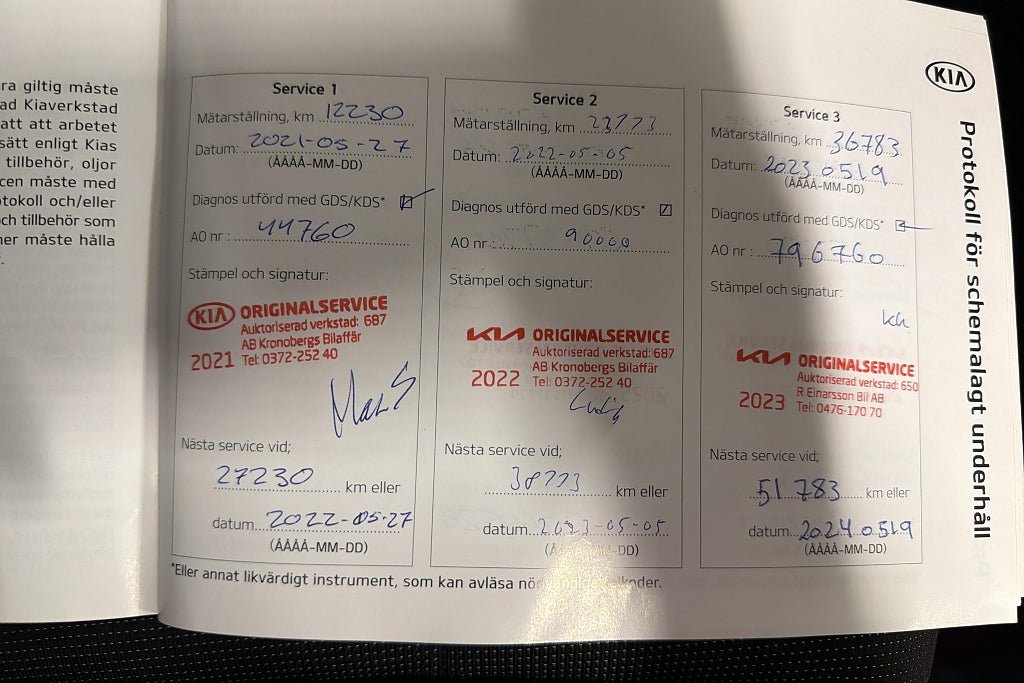 ra giltig måste
ad Kiaverkstad
att att arbetet
sätt enligt Kias
tillbehör, oljor
cen måste med
otokoll och/eller
ch tillbehör som
ner måste hålla
KIA
Protokoll för schemalagt underhåll
Service 1
Mätarställning, km 12230
Datum: 2021-05-27
(ÅÅÅÅ-MM-DD)
Diagnos utförd med GDS/KDS*
AO nr: 44760
Stämpel och signatur:
KIA ORIGINALSERVICE
Auktoriserad verkstad: 687
AB Kronobergs Bilaffär
2021 Tel: 0372-252 40
Nästa service vid;
27230 km eller
datum 2022-05-27
(ÅÅÅÅ-MM-DD)
Service 2
Mätarställning, km 23773
Datum: 2022-05-05
(ÅÅÅÅ-MM-DD)
Diagnos utförd med GDS/KDS*
AO nr: 90060
Stämpel och signatur:
KIA ORIGINALSERVICE
Auktoriserad verkstad: 687
AB Kronobergs Bilaffär
2022 Tel: 0372-252 40
Nästa service vid;
38773 km eller
datum 2023-05-05
(ÅÅÅÅ-MM-DD)
Service 3
Mätarställning, km 36783
Datum: 2023 0519
(ÅÅÅÅ-MM-DD)
Diagnos utförd med GDS/KDS*
AO nr: 796760
Stämpel och signatur:
KIA ORIGINALSERVICE
Auktoriserad verkstad: 650
R Einarsson Bil AB
2023 Tel: 0476-170 70
Nästa service vid;
51783 km eller
datum 2024 0519
(ÅÅÅÅ-MM-DD)
*Eller annat likvärdigt instrument, som kan avläsa felkoder.